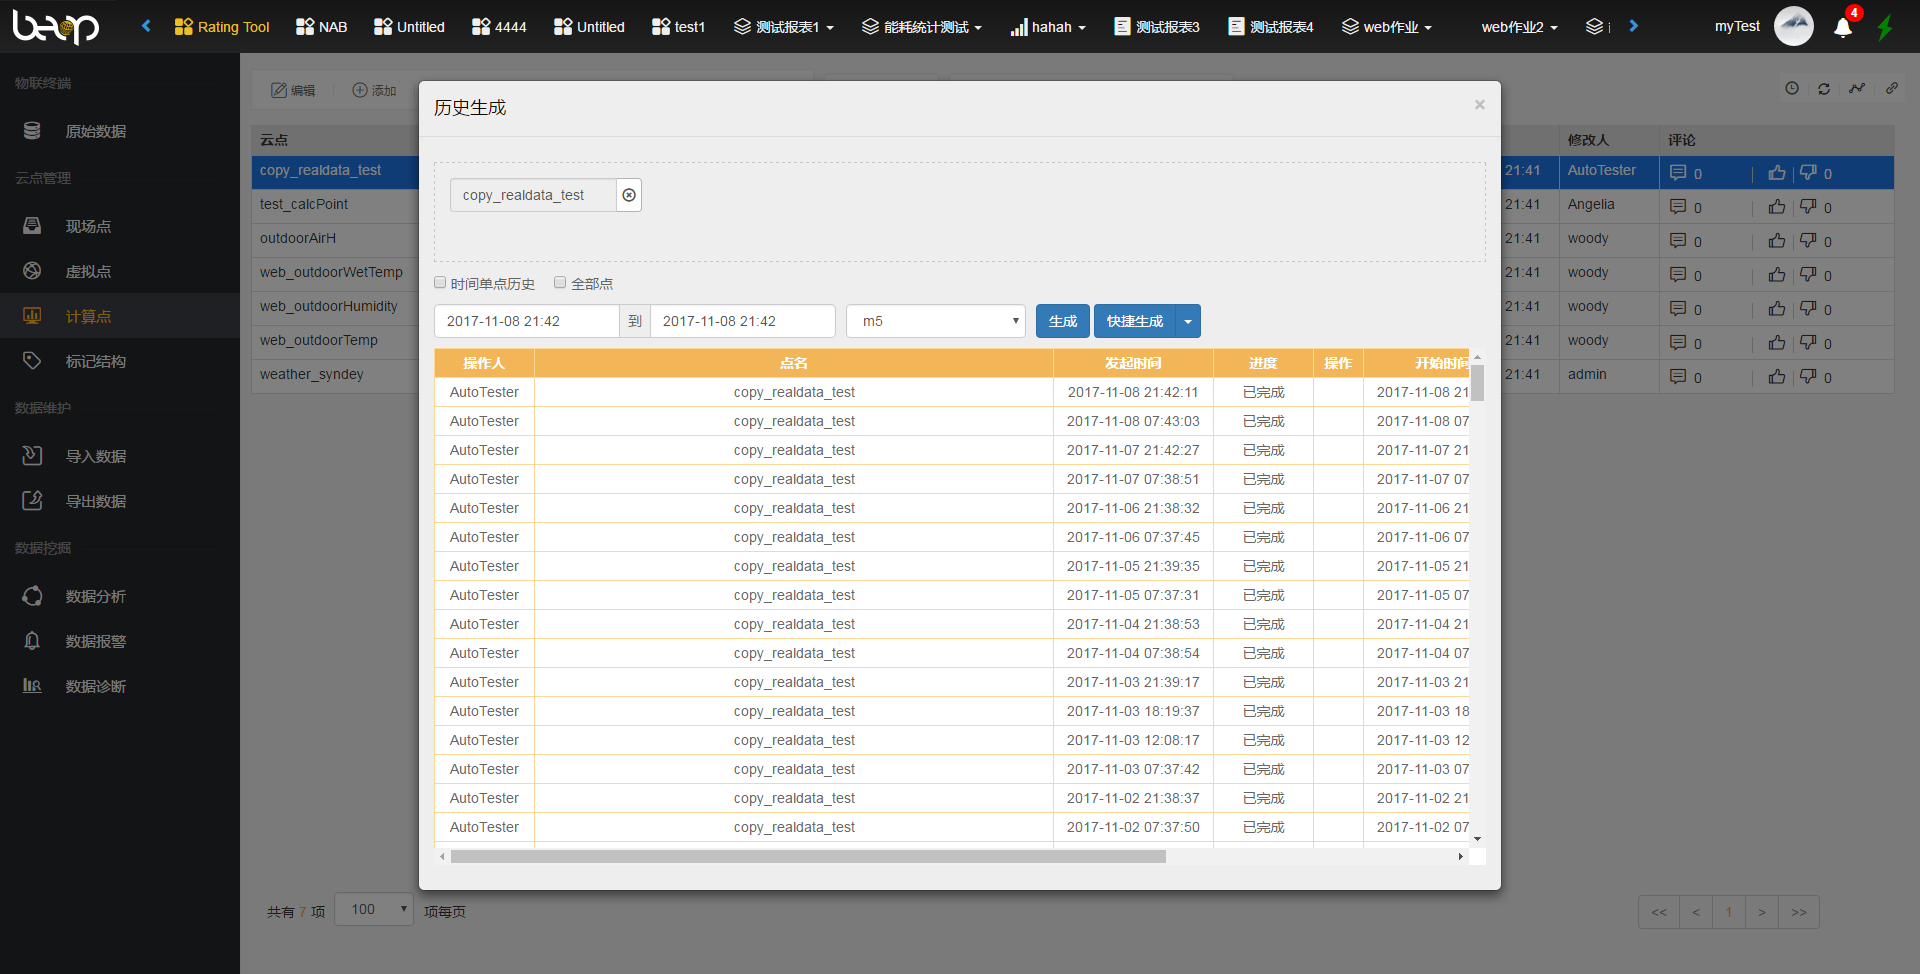 beop Rating Tool NAB Untitled 4444 Untitled test1 测试报表1 能耗统计测试 hahah 测试报表3 测试报表4 web作业 web作业2 myTest 4
物联终端
原始数据
云点管理
现场点
虚拟点
计算点
标记结构
数据维护
导入数据
导出数据
数据挖掘
数据分析
数据报警
数据诊断
编辑 添加
云点 修改人 评论
copy_realdata_test 21:41 AutoTester 0 0
test_calcPoint 21:41 Angelia 0 0
outdoorAirH 21:41 woody 0 0
web_outdoorWetTemp 21:41 woody 0 0
web_outdoorHumidity 21:41 woody 0 0
web_outdoorTemp 21:41 woody 0 0
weather_syndey 21:41 admin 0 0
历史生成 ×
copy_realdata_test
时间单点历史 全部点
2017-11-08 21:42 到 2017-11-08 21:42 m5 生成 快捷生成
操作人 点名 发起时间 进度 操作 开始时间
AutoTester copy_realdata_test 2017-11-08 21:42:11 已完成 2017-11-08 21
AutoTester copy_realdata_test 2017-11-08 07:43:03 已完成 2017-11-08 07
AutoTester copy_realdata_test 2017-11-07 21:42:27 已完成 2017-11-07 21
AutoTester copy_realdata_test 2017-11-07 07:38:51 已完成 2017-11-07 07
AutoTester copy_realdata_test 2017-11-06 21:38:32 已完成 2017-11-06 21
AutoTester copy_realdata_test 2017-11-06 07:37:45 已完成 2017-11-06 07
AutoTester copy_realdata_test 2017-11-05 21:39:35 已完成 2017-11-05 21
AutoTester copy_realdata_test 2017-11-05 07:37:31 已完成 2017-11-05 07
AutoTester copy_realdata_test 2017-11-04 21:38:53 已完成 2017-11-04 21
AutoTester copy_realdata_test 2017-11-04 07:38:54 已完成 2017-11-04 07
AutoTester copy_realdata_test 2017-11-03 21:39:17 已完成 2017-11-03 21
AutoTester copy_realdata_test 2017-11-03 18:19:37 已完成 2017-11-03 18
AutoTester copy_realdata_test 2017-11-03 12:08:17 已完成 2017-11-03 12
AutoTester copy_realdata_test 2017-11-03 07:37:42 已完成 2017-11-03 07
AutoTester copy_realdata_test 2017-11-02 21:38:37 已完成 2017-11-02 21
AutoTester copy_realdata_test 2017-11-02 07:37:50 已完成 2017-11-02 07
共有 7 项 100 项每页 << < 1 > >>